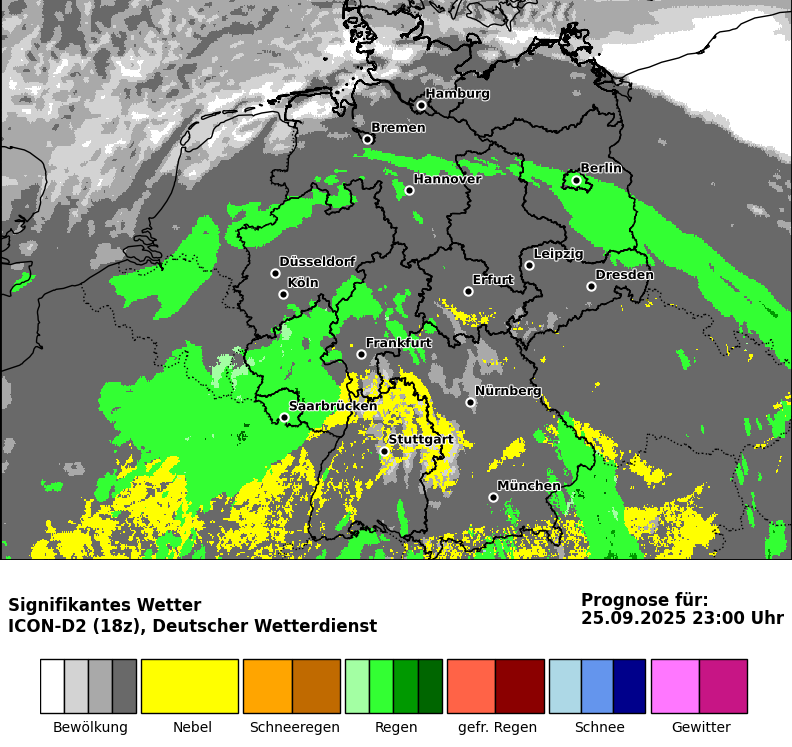 Hamburg
Bremen
Berlin
Hannover
Düsseldorf
Leipzig
Köln
Erfurt
Dresden
Frankfurt
Nürnberg
Saarbrücken
Stuttgart
München
Signifikantes Wetter
ICON-D2 (18z), Deutscher Wetterdienst
Prognose für:
25.09.2025 23:00 Uhr
Bewölkung
Nebel
Schneeregen
Regen
gefr. Regen
Schnee
Gewitter